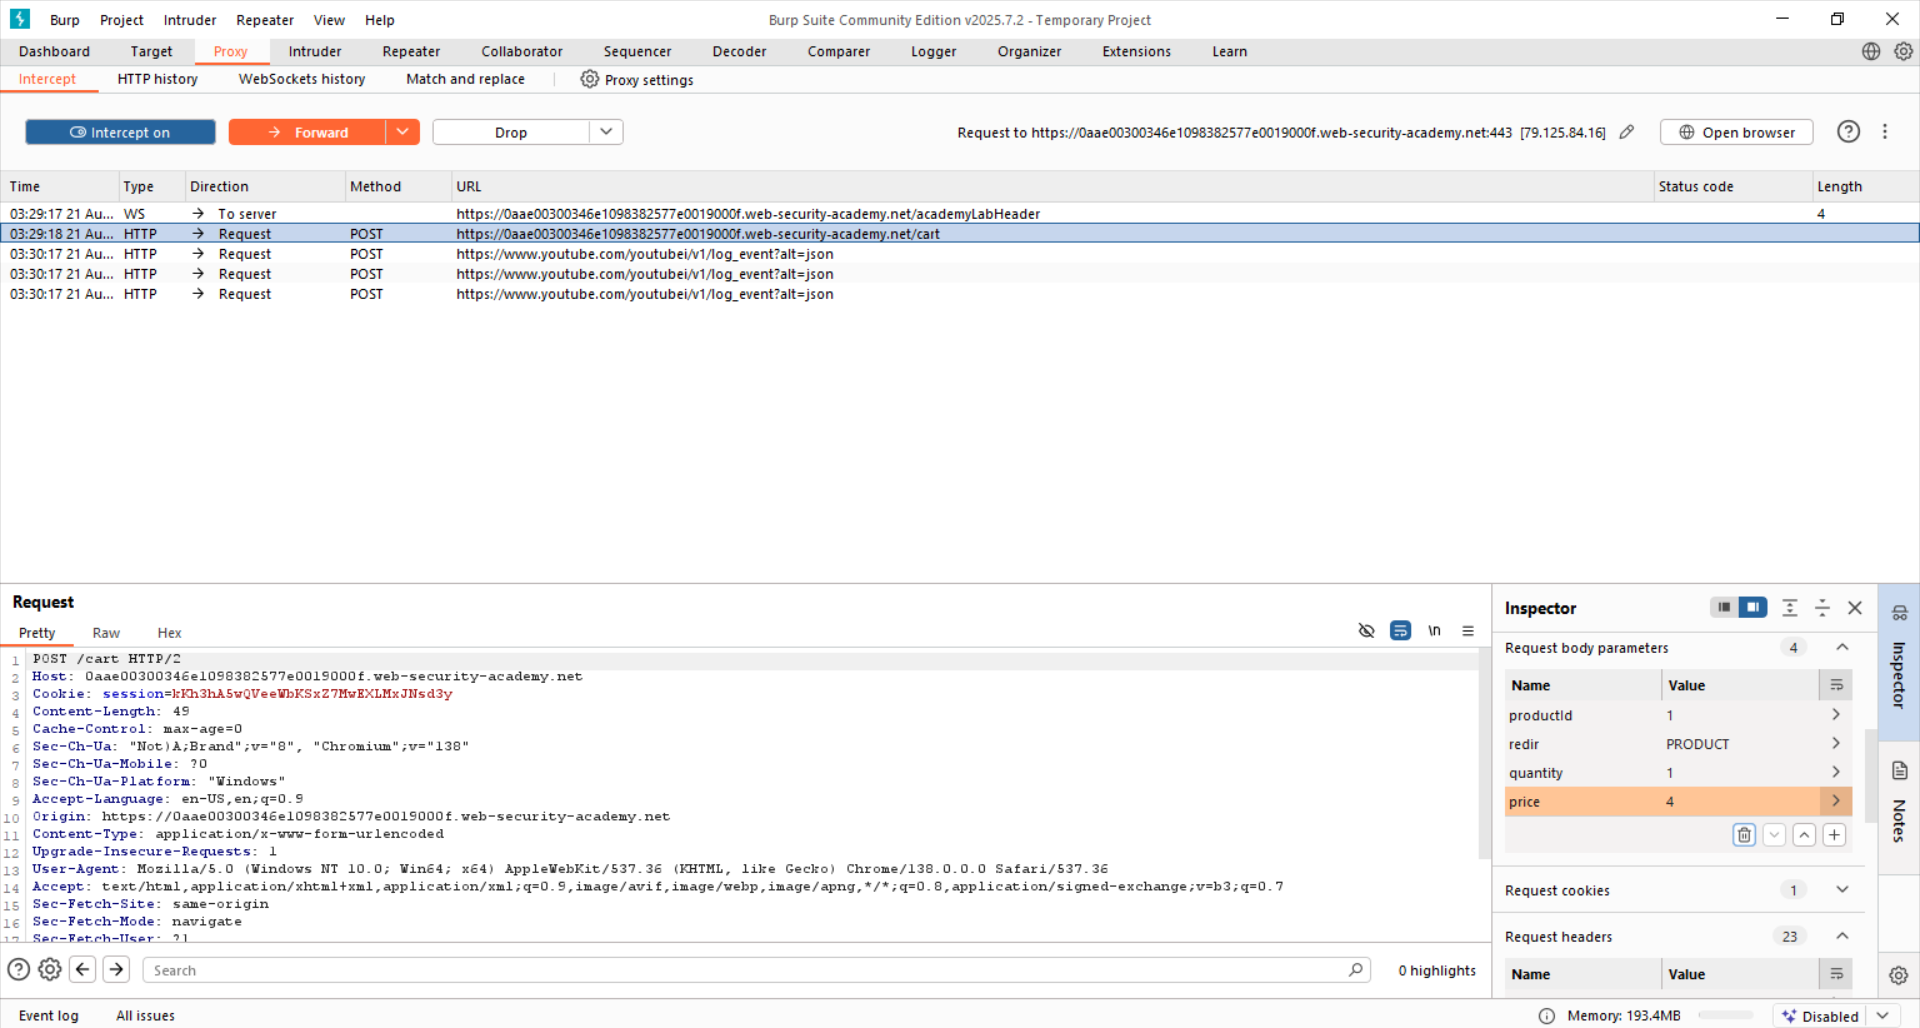 Burp Project Intruder Repeater View Help
Burp Suite Community Edition v2025.7.2 - Temporary Project
Dashboard Target Proxy Intruder Repeater Collaborator Sequencer Decoder Comparer Logger Organizer Extensions Learn
Intercept HTTP history WebSockets history Match and replace Proxy settings
Intercept on Forward Drop Request to https://0aae00300346e1098382577e0019000f.web-security-academy.net:443 [79.125.84.16] Open browser
Time Type Direction Method URL Status code Length
03:29:17 21 Au... WS To server https://0aae00300346e1098382577e0019000f.web-security-academy.net/academyLabHeader 4
03:29:18 21 Au... HTTP Request POST https://0aae00300346e1098382577e0019000f.web-security-academy.net/cart
03:30:17 21 Au... HTTP Request POST https://www.youtube.com/youtubei/v1/log_event?alt=json
03:30:17 21 Au... HTTP Request POST https://www.youtube.com/youtubei/v1/log_event?alt=json
03:30:17 21 Au... HTTP Request POST https://www.youtube.com/youtubei/v1/log_event?alt=json
Request
Pretty Raw Hex \n
1 POST /cart HTTP/2
2 Host: 0aae00300346e1098382577e0019000f.web-security-academy.net
3 Cookie: session=kKh3hA5wQVeeWbKSxZ7MwEXLMxJNsd3y
4 Content-Length: 49
5 Cache-Control: max-age=0
6 Sec-Ch-Ua: "Not)A;Brand";v="8", "Chromium";v="138"
7 Sec-Ch-Ua-Mobile: ?0
8 Sec-Ch-Ua-Platform: "Windows"
9 Accept-Language: en-US,en;q=0.9
10 Origin: https://0aae00300346e1098382577e0019000f.web-security-academy.net
11 Content-Type: application/x-www-form-urlencoded
12 Upgrade-Insecure-Requests: 1
13 User-Agent: Mozilla/5.0 (Windows NT 10.0; Win64; x64) AppleWebKit/537.36 (KHTML, like Gecko) Chrome/138.0.0.0 Safari/537.36
14 Accept: text/html,application/xhtml+xml,application/xml;q=0.9,image/avif,image/webp,image/apng,*/*;q=0.8,application/signed-exchange;v=b3;q=0.7
15 Sec-Fetch-Site: same-origin
16 Sec-Fetch-Mode: navigate
17 Sec-Fetch-User: ?1
Search 0 highlights
Inspector
Request body parameters 4
Name Value
productId 1
redir PRODUCT
quantity 1
price 4
Request cookies 1
Request headers 23
Name Value
Inspector
Notes
Event log All issues Memory: 193.4MB Disabled